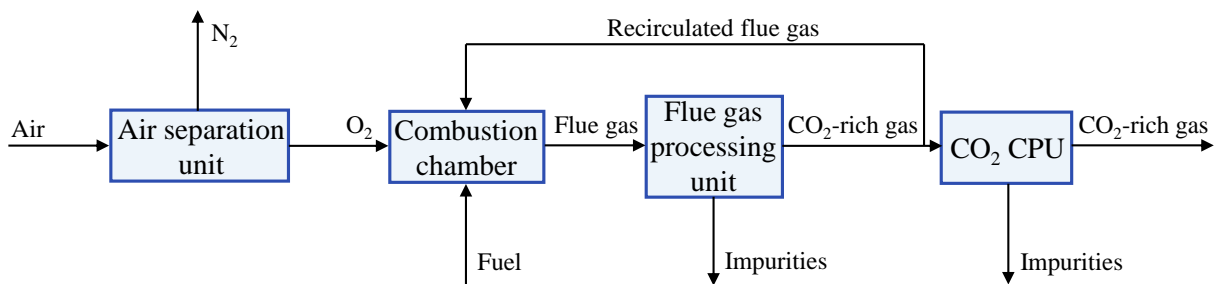 Recirculated flue gas
N₂
Air
Air separation
unit
O₂
Combustion
chamber
Flue gas
Flue gas
processing
unit
CO₂-rich gas
CO₂ CPU
CO₂-rich gas
Fuel
Impurities
Impurities